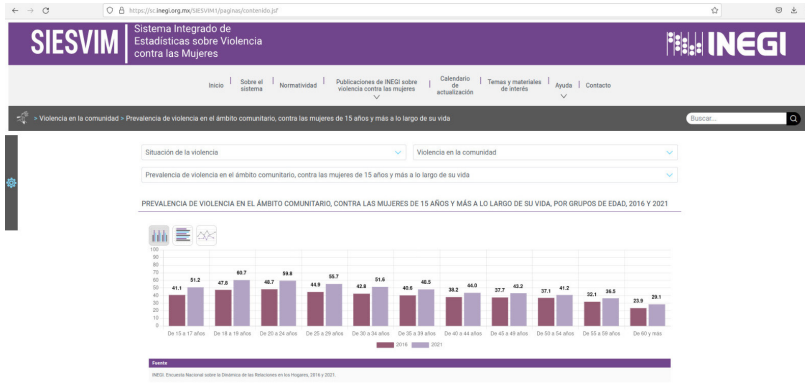 https://sc.inegi.org.mx/SIESVIM1/paginas/contenido.jsf
SIESVIM
Sistema Integrado de
Estadísticas sobre Violencia
contra las Mujeres
INEGI
Inicio
Sobre el
sistema
Normatividad
Publicaciones de INEGI sobre
violencia contra las mujeres
Calendario
de
actualización
Temas y materiales
de interés
Ayuda
Contacto
> Violencia en la comunidad > Prevalencia de violencia en el ámbito comunitario, contra las mujeres de 15 años y más a lo largo de su vida
Buscar...
Situación de la violencia
Violencia en la comunidad
Prevalencia de violencia en el ámbito comunitario, contra las mujeres de 15 años y más a lo largo de su vida
PREVALENCIA DE VIOLENCIA EN EL ÁMBITO COMUNITARIO, CONTRA LAS MUJERES DE 15 AÑOS Y MÁS A LO LARGO DE SU VIDA, POR GRUPOS DE EDAD, 2016 Y 2021
100
90
80
70
60
50
40
30
20
10
0
41.1 51.2
47.8 60.7
48.7 59.8
44.9 55.7
42.8 51.6
40.6 48.5
38.2 44.0
37.7 43.2
37.1 41.2
32.1 36.5
23.9 29.1
De 15 a 17 años De 18 a 19 años De 20 a 24 años De 25 a 29 años De 30 a 34 años De 35 a 39 años De 40 a 44 años De 45 a 49 años De 50 a 54 años De 55 a 59 años De 60 y más
2016 2021
Fuente
INEGI. Encuesta Nacional sobre la Dinámica de las Relaciones en los Hogares, 2016 y 2021.